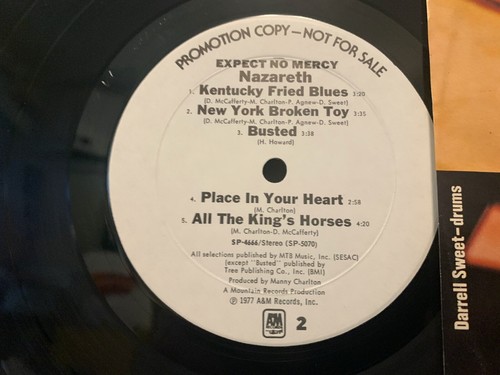 PROMOTION COPY—NOT FOR SALE
EXPECT NO MERCY
Nazareth
1. Kentucky Fried Blues 3:20
(D. McCafferty-M. Charlton-P. Agnew-D. Sweet)
2. New York Broken Toy 3:35
(D. McCafferty-M. Charlton-P. Agnew-D. Sweet)
3. Busted 3:38
(H. Howard)
4. Place In Your Heart 2:58
(M. Charlton)
5. All The King's Horses 4:20
(M. Charlton-D. McCafferty)
SP-4666/Stereo (SP-5070)
All selections published by MTB Music, Inc. (SESAC)
(except "Busted" published by
Tree Publishing Co., Inc. (BMI)
Produced by Manny Charlton
A Mountain Records Production
℗ 1977 A&M Records, Inc.
A&M 2
Darrell Sweet–drums